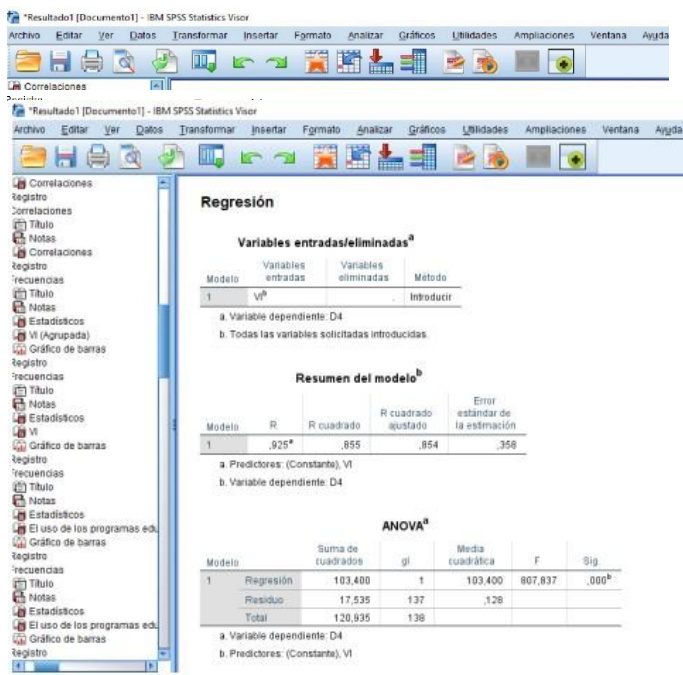 *Resultado1 [Documento1] - IBM SPSS Statistics Visor
Archivo Editar Ver Datos Transformar Insertar Formato Analizar Gráficos Utilidades Ampliaciones Ventana Ayuda
Correlaciones
*Resultado1 [Documento1] - IBM SPSS Statistics Visor
Archivo Editar Ver Datos Transformar Insertar Formato Analizar Gráficos Utilidades Ampliaciones Ventana Ayuda
Correlaciones
Registro
Correlaciones
Título
Notas
Correlaciones
Registro
Frecuencias
Título
Notas
Estadísticos
VI (Agrupada)
Gráfico de barras
Registro
Frecuencias
Título
Notas
Estadísticos
VI
Gráfico de barras
Registro
Frecuencias
Título
Notas
Estadísticos
El uso de los programas edu
Gráfico de barras
Registro
Frecuencias
Título
Notas
Estadísticos
El uso de los programas edu
Gráfico de barras
Registro
Regresión
Variables entradas/eliminadas^a
Modelo Variables entradas Variables eliminadas Método
1 VI^b . Introducir
a. Variable dependiente: D4
b. Todas las variables solicitadas introducidas.
Resumen del modelo^b
Modelo R R cuadrado R cuadrado ajustado Error estándar de la estimación
1 ,925^a ,855 ,854 ,358
a. Predictores: (Constante), VI
b. Variable dependiente: D4
ANOVA^a
Modelo Suma de cuadrados gl Media cuadrática F Sig.
1 Regresión 103,400 1 103,400 807,837 ,000^b
Residuo 17,535 137 ,128
Total 120,935 138
a. Variable dependiente: D4
b. Predictores: (Constante), VI